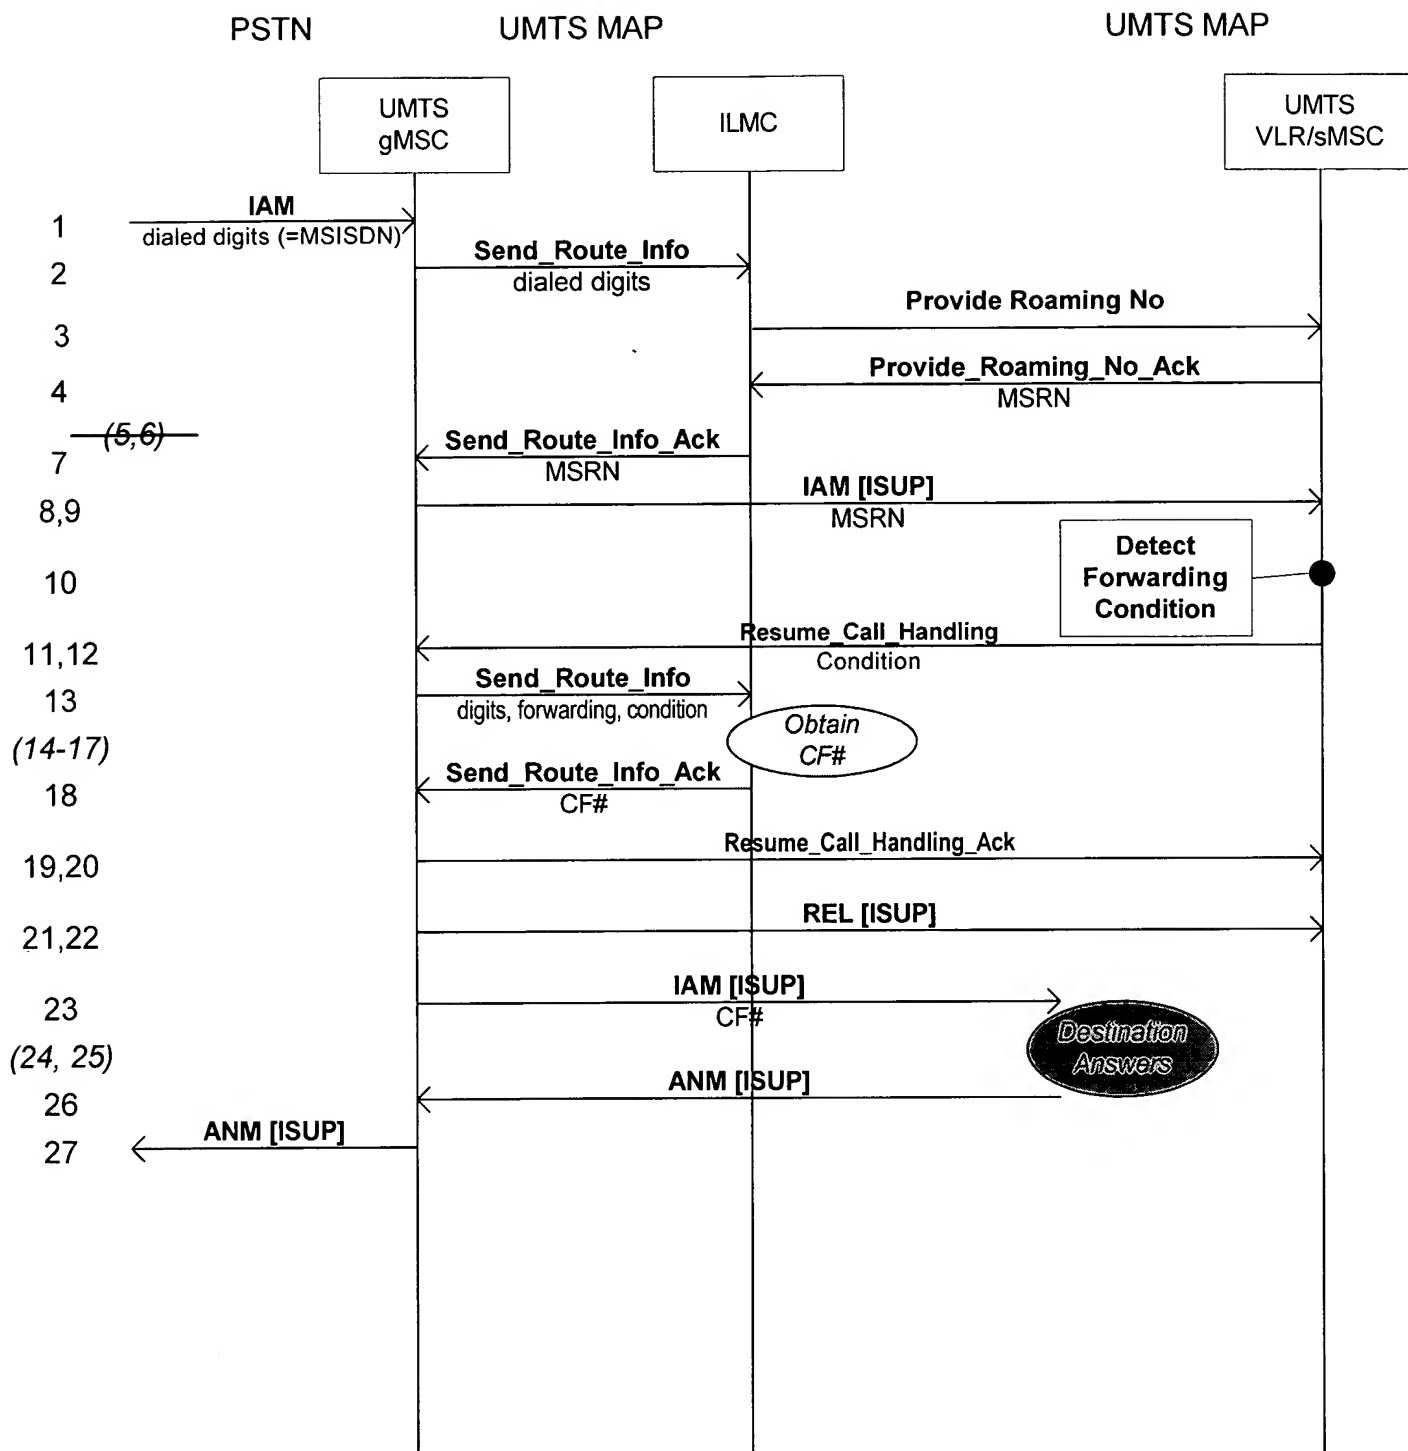 PSTN
UMTS MAP
UMTS MAP
UMTS
gMSC
ILMC
UMTS
VLR/sMSC
1
IAM
dialed digits (=MSISDN)
2
Send_Route_Info
dialed digits
3
Provide Roaming No
4
Provide_Roaming_No_Ack
MSRN
(5,6)
7
Send_Route_Info_Ack
MSRN
8,9
IAM [ISUP]
MSRN
10
Detect
Forwarding
Condition
11,12
Resume_Call_Handling
Condition
13
Send_Route_Info
digits, forwarding, condition
(14-17)
Obtain
CF#
18
Send_Route_Info_Ack
CF#
19,20
Resume_Call_Handling_Ack
21,22
REL [ISUP]
23
IAM [ISUP]
CF#
(24, 25)
Destination
Answers
26
ANM [ISUP]
27
ANM [ISUP]